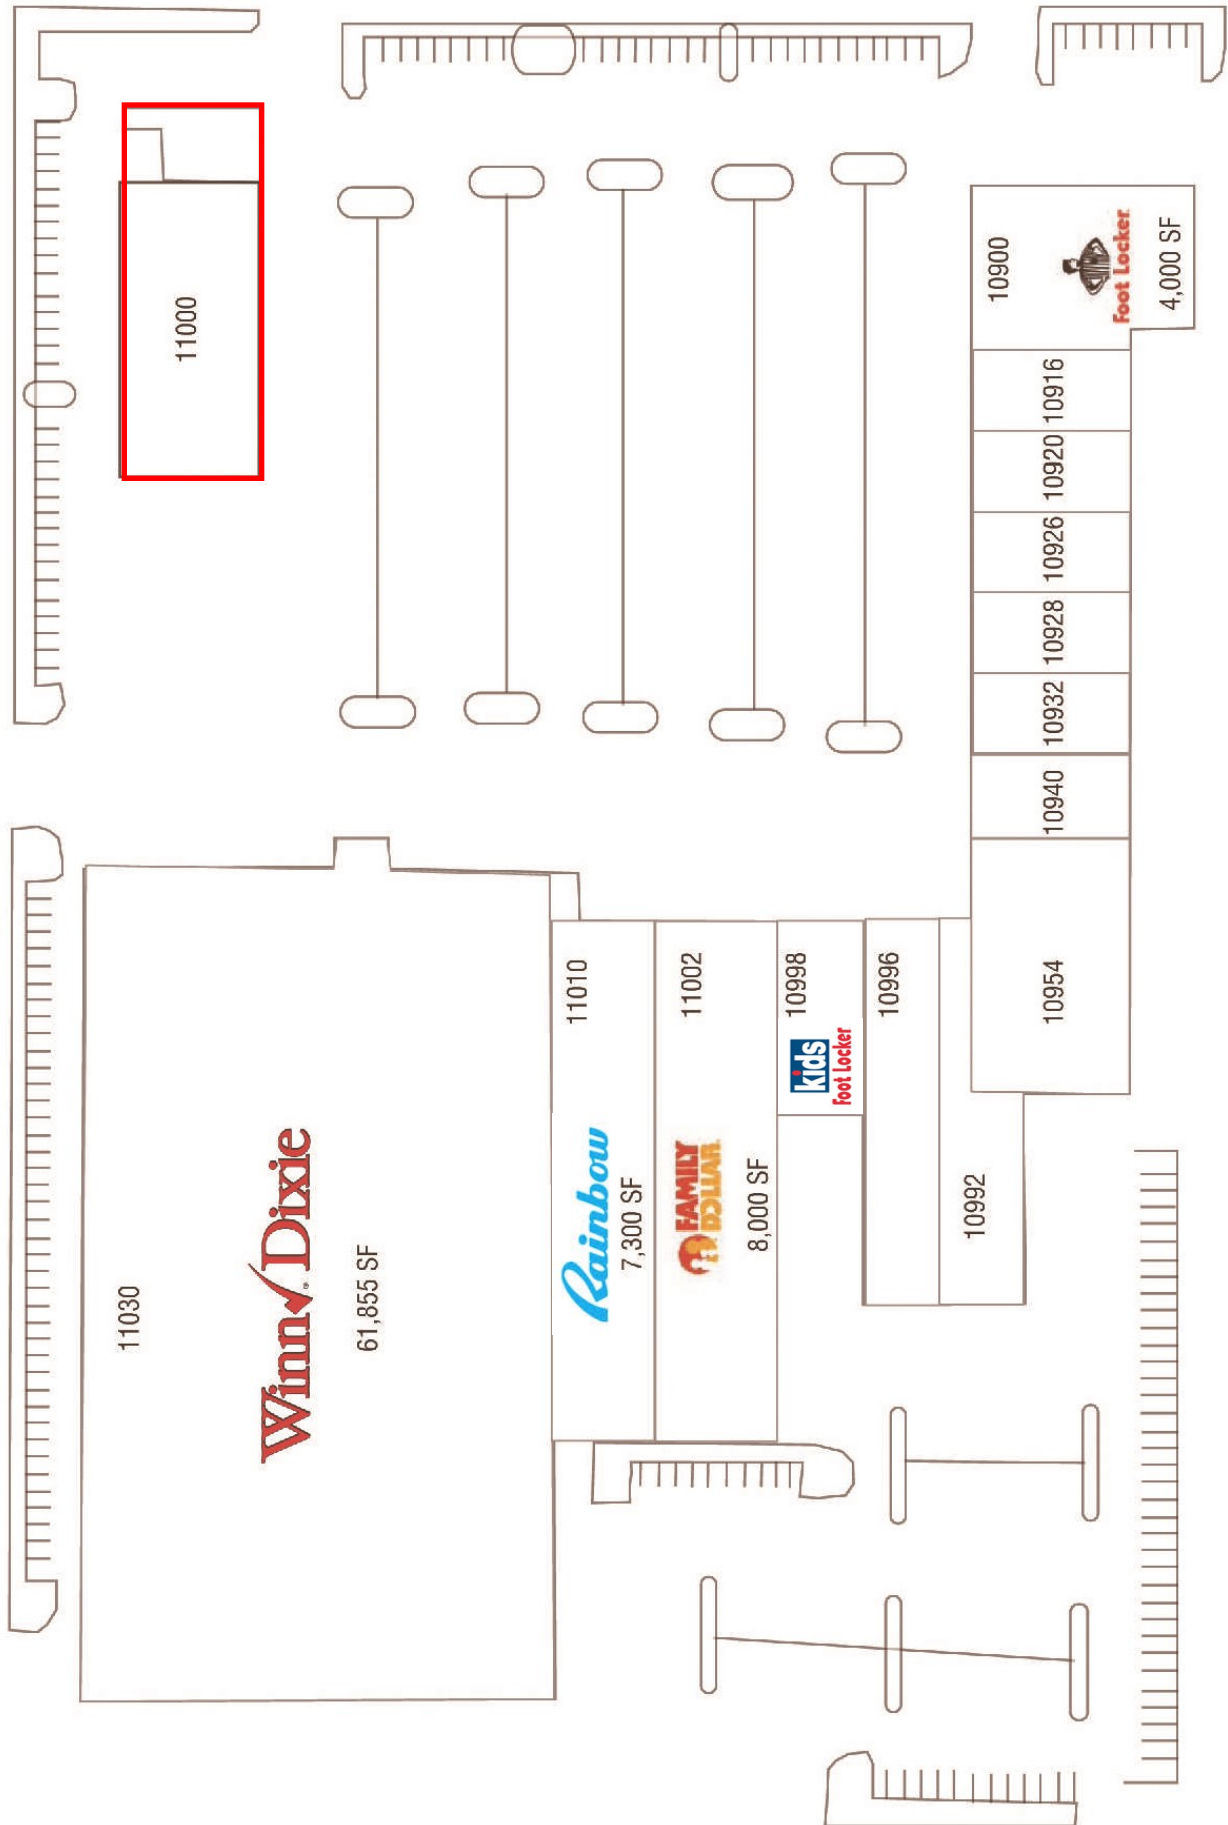 11000
10900
Foot Locker
4,000 SF
10916
10920
10926
10928
10932
10940
10954
11030
Winn Dixie
61,855 SF
11010
Rainbow
7,300 SF
11002
FAMILY
DOLLAR
8,000 SF
10998
kids
Foot Locker
10996
10992